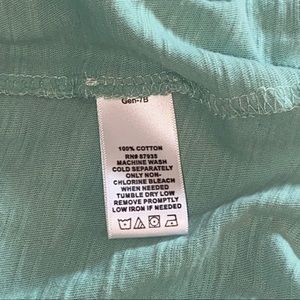 Gen-7B
100% COTTON
RN# 87935
MACHINE WASH
COLD SEPARATELY
ONLY NON-
CHLORINE BLEACH
WHEN NEEDED
TUMBLE DRY LOW
REMOVE PROMPTLY
LOW IRON IF NEEDED